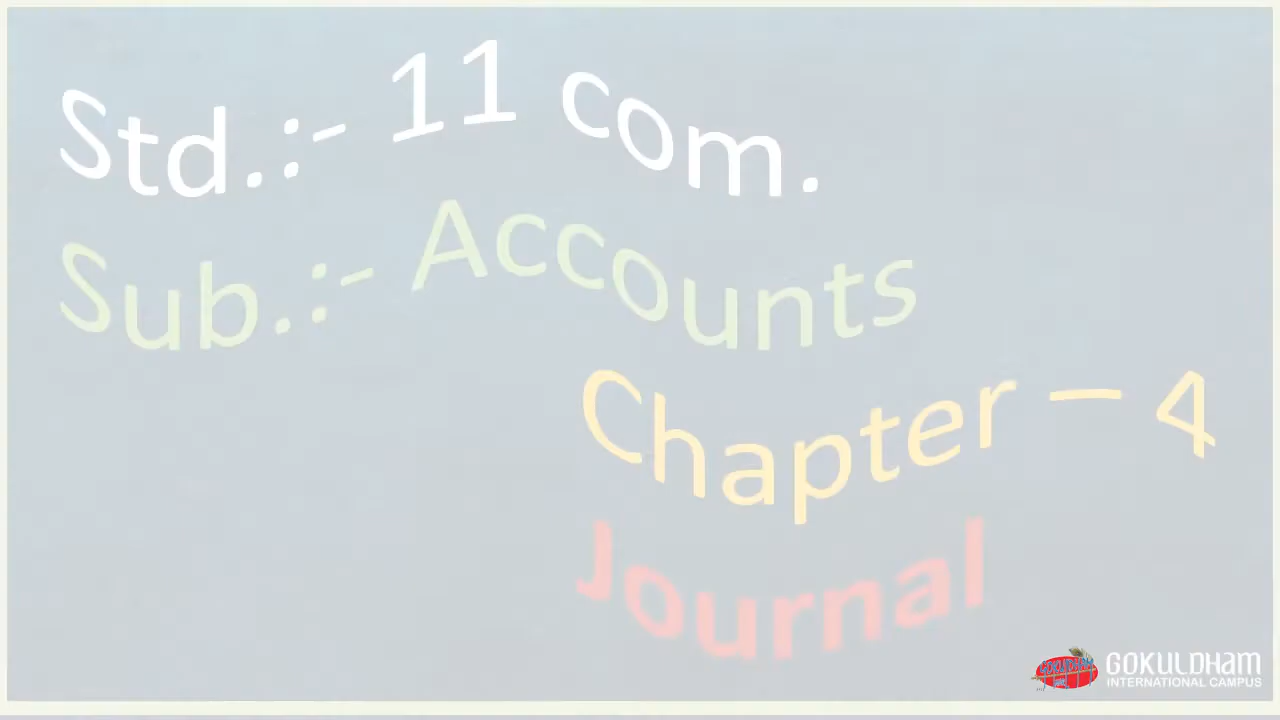 Std.:- 11 com.
Sub.:- Accounts
Chapter – 4
Journal
GOKULDHAM
INTERNATIONAL CAMPUS